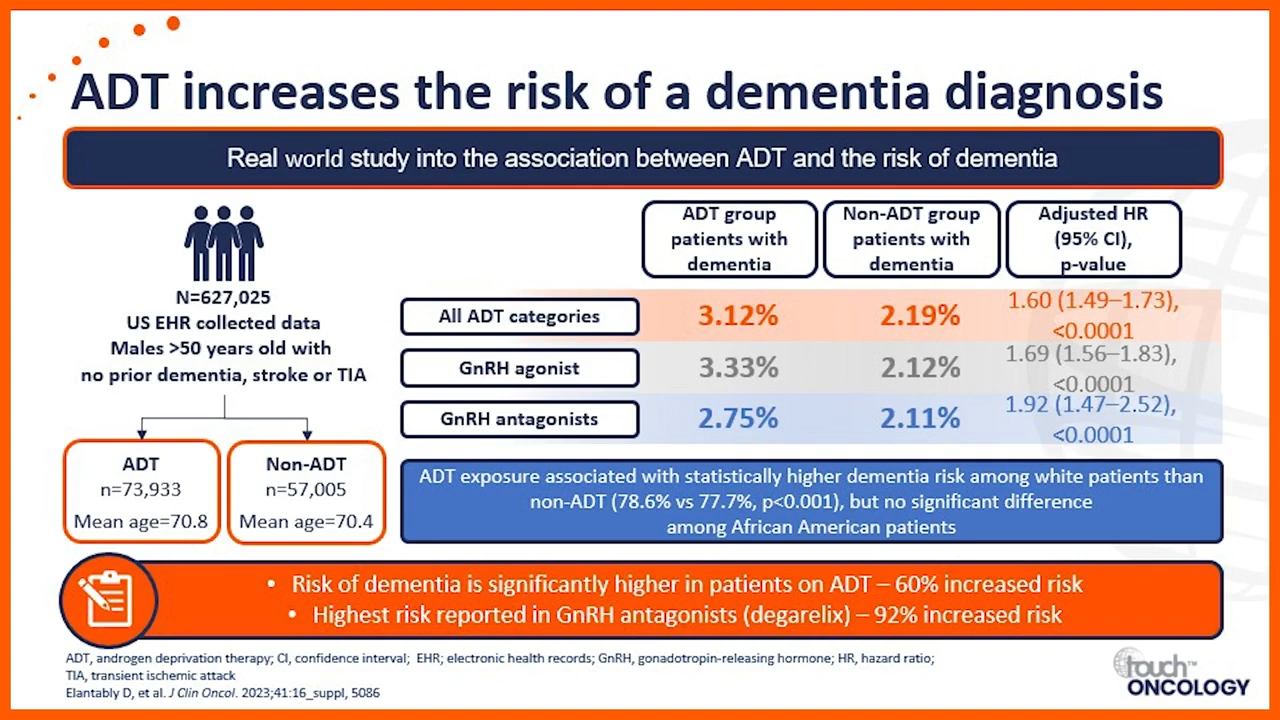 ADT increases the risk of a dementia diagnosis
Real world study into the association between ADT and the risk of dementia
N=627,025
US EHR collected data
Males >50 years old with
no prior dementia, stroke or TIA
ADT
n=73,933
Mean age=70.8
Non-ADT
n=57,005
Mean age=70.4
ADT group
patients with
dementia
Non-ADT group
patients with
dementia
Adjusted HR
(95% CI),
p-value
All ADT categories
3.12%
2.19%
1.60 (1.49–1.73),
<0.0001
GnRH agonist
3.33%
2.12%
1.69 (1.56–1.83),
<0.0001
GnRH antagonists
2.75%
2.11%
1.92 (1.47–2.52),
<0.0001
ADT exposure associated with statistically higher dementia risk among white patients than
non-ADT (78.6% vs 77.7%, p<0.001), but no significant difference
among African American patients
• Risk of dementia is significantly higher in patients on ADT – 60% increased risk
• Highest risk reported in GnRH antagonists (degarelix) – 92% increased risk
ADT, androgen deprivation therapy; CI, confidence interval; EHR; electronic health records; GnRH, gonadotropin-releasing hormone; HR, hazard ratio;
TIA, transient ischemic attack
Elantably D, et al. J Clin Oncol. 2023;41:16_suppl, 5086
touch™
ONCOLOGY